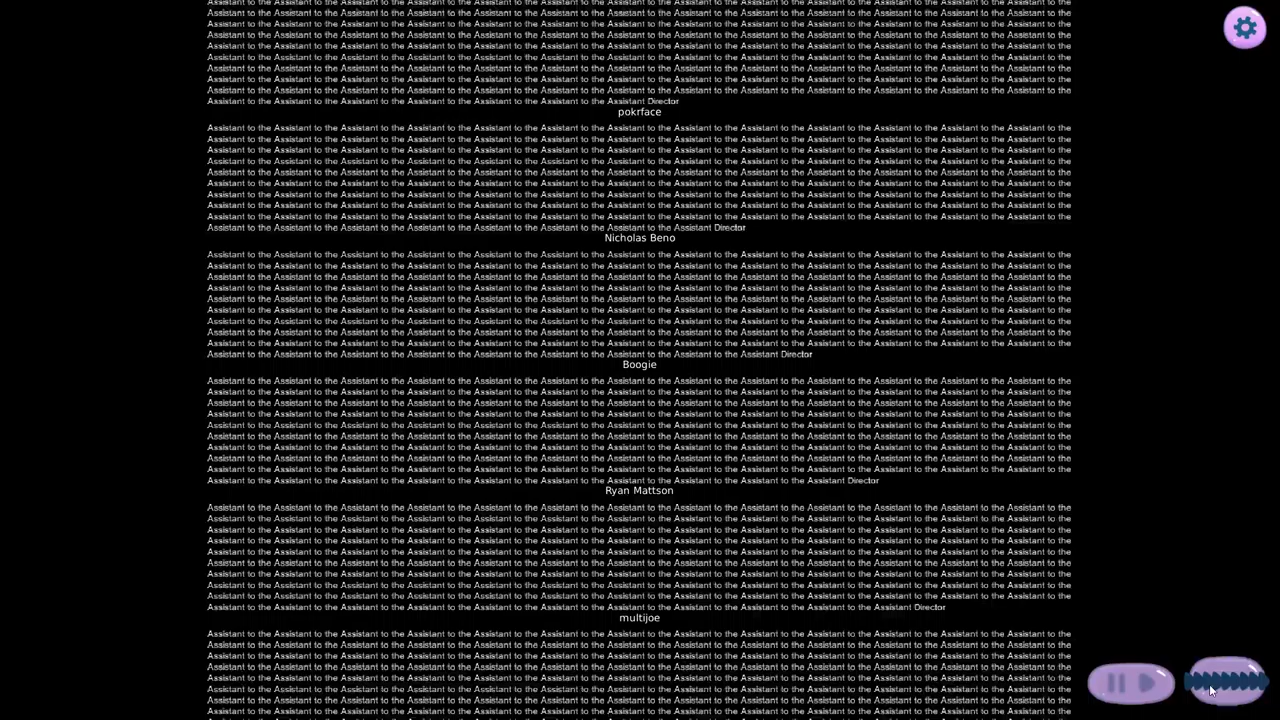 Assistant to the Assistant to the Assistant to the Assistant to the Assistant to the Assistant to the Assistant to the Assistant to the Assistant to the Assistant to the Assistant to the Assistant to the Assistant to the
Assistant to the Assistant to the Assistant to the Assistant to the Assistant to the Assistant to the Assistant to the Assistant to the Assistant to the Assistant to the Assistant to the Assistant to the Assistant to the
Assistant to the Assistant to the Assistant to the Assistant to the Assistant to the Assistant to the Assistant to the Assistant to the Assistant to the Assistant to the Assistant to the Assistant to the Assistant to the
Assistant to the Assistant to the Assistant to the Assistant to the Assistant to the Assistant to the Assistant to the Assistant to the Assistant to the Assistant to the Assistant to the Assistant to the Assistant to the
Assistant to the Assistant to the Assistant to the Assistant to the Assistant to the Assistant to the Assistant to the Assistant to the Assistant to the Assistant to the Assistant to the Assistant to the Assistant to the
Assistant to the Assistant to the Assistant to the Assistant to the Assistant to the Assistant to the Assistant to the Assistant to the Assistant to the Assistant to the Assistant to the Assistant to the Assistant to the
Assistant to the Assistant to the Assistant to the Assistant to the Assistant to the Assistant to the Assistant to the Assistant to the Assistant to the Assistant to the Assistant to the Assistant to the Assistant to the
Assistant to the Assistant to the Assistant to the Assistant to the Assistant to the Assistant to the Assistant to the Assistant to the Assistant to the Assistant to the Assistant to the Assistant to the Assistant to the
Assistant to the Assistant to the Assistant to the Assistant to the Assistant to the Assistant to the Assistant to the Assistant to the Assistant to the Assistant to the Assistant to the Assistant to the Assistant to the
Assistant to the Assistant to the Assistant to the Assistant to the Assistant to the Assistant to the Assistant Director
pokrface
Assistant to the Assistant to the Assistant to the Assistant to the Assistant to the Assistant to the Assistant to the Assistant to the Assistant to the Assistant to the Assistant to the Assistant to the Assistant to the
Assistant to the Assistant to the Assistant to the Assistant to the Assistant to the Assistant to the Assistant to the Assistant to the Assistant to the Assistant to the Assistant to the Assistant to the Assistant to the
Assistant to the Assistant to the Assistant to the Assistant to the Assistant to the Assistant to the Assistant to the Assistant to the Assistant to the Assistant to the Assistant to the Assistant to the Assistant to the
Assistant to the Assistant to the Assistant to the Assistant to the Assistant to the Assistant to the Assistant to the Assistant to the Assistant to the Assistant to the Assistant to the Assistant to the Assistant to the
Assistant to the Assistant to the Assistant to the Assistant to the Assistant to the Assistant to the Assistant to the Assistant to the Assistant to the Assistant to the Assistant to the Assistant to the Assistant to the
Assistant to the Assistant to the Assistant to the Assistant to the Assistant to the Assistant to the Assistant to the Assistant to the Assistant to the Assistant to the Assistant to the Assistant to the Assistant to the
Assistant to the Assistant to the Assistant to the Assistant to the Assistant to the Assistant to the Assistant to the Assistant to the Assistant to the Assistant to the Assistant to the Assistant to the Assistant to the
Assistant to the Assistant to the Assistant to the Assistant to the Assistant to the Assistant to the Assistant to the Assistant to the Assistant to the Assistant to the Assistant to the Assistant to the Assistant to the
Assistant to the Assistant to the Assistant to the Assistant to the Assistant to the Assistant to the Assistant to the Assistant to the Assistant to the Assistant to the Assistant to the Assistant to the Assistant to the
Assistant to the Assistant to the Assistant to the Assistant to the Assistant to the Assistant to the Assistant to the Assistant Director
Nicholas Beno
Assistant to the Assistant to the Assistant to the Assistant to the Assistant to the Assistant to the Assistant to the Assistant to the Assistant to the Assistant to the Assistant to the Assistant to the Assistant to the
Assistant to the Assistant to the Assistant to the Assistant to the Assistant to the Assistant to the Assistant to the Assistant to the Assistant to the Assistant to the Assistant to the Assistant to the Assistant to the
Assistant to the Assistant to the Assistant to the Assistant to the Assistant to the Assistant to the Assistant to the Assistant to the Assistant to the Assistant to the Assistant to the Assistant to the Assistant to the
Assistant to the Assistant to the Assistant to the Assistant to the Assistant to the Assistant to the Assistant to the Assistant to the Assistant to the Assistant to the Assistant to the Assistant to the Assistant to the
Assistant to the Assistant to the Assistant to the Assistant to the Assistant to the Assistant to the Assistant to the Assistant to the Assistant to the Assistant to the Assistant to the Assistant to the Assistant to the
Assistant to the Assistant to the Assistant to the Assistant to the Assistant to the Assistant to the Assistant to the Assistant to the Assistant to the Assistant to the Assistant to the Assistant to the Assistant to the
Assistant to the Assistant to the Assistant to the Assistant to the Assistant to the Assistant to the Assistant to the Assistant to the Assistant to the Assistant to the Assistant to the Assistant to the Assistant to the
Assistant to the Assistant to the Assistant to the Assistant to the Assistant to the Assistant to the Assistant to the Assistant to the Assistant to the Assistant to the Assistant to the Assistant to the Assistant to the
Assistant to the Assistant to the Assistant to the Assistant to the Assistant to the Assistant to the Assistant to the Assistant to the Assistant to the Assistant to the Assistant to the Assistant to the Assistant to the
Assistant to the Assistant to the Assistant to the Assistant to the Assistant to the Assistant to the Assistant to the Assistant to the Assistant Director
Boogie
Assistant to the Assistant to the Assistant to the Assistant to the Assistant to the Assistant to the Assistant to the Assistant to the Assistant to the Assistant to the Assistant to the Assistant to the Assistant to the
Assistant to the Assistant to the Assistant to the Assistant to the Assistant to the Assistant to the Assistant to the Assistant to the Assistant to the Assistant to the Assistant to the Assistant to the Assistant to the
Assistant to the Assistant to the Assistant to the Assistant to the Assistant to the Assistant to the Assistant to the Assistant to the Assistant to the Assistant to the Assistant to the Assistant to the Assistant to the
Assistant to the Assistant to the Assistant to the Assistant to the Assistant to the Assistant to the Assistant to the Assistant to the Assistant to the Assistant to the Assistant to the Assistant to the Assistant to the
Assistant to the Assistant to the Assistant to the Assistant to the Assistant to the Assistant to the Assistant to the Assistant to the Assistant to the Assistant to the Assistant to the Assistant to the Assistant to the
Assistant to the Assistant to the Assistant to the Assistant to the Assistant to the Assistant to the Assistant to the Assistant to the Assistant to the Assistant to the Assistant to the Assistant to the Assistant to the
Assistant to the Assistant to the Assistant to the Assistant to the Assistant to the Assistant to the Assistant to the Assistant to the Assistant to the Assistant to the Assistant to the Assistant to the Assistant to the
Assistant to the Assistant to the Assistant to the Assistant to the Assistant to the Assistant to the Assistant to the Assistant to the Assistant to the Assistant to the Assistant to the Assistant to the Assistant to the
Assistant to the Assistant to the Assistant to the Assistant to the Assistant to the Assistant to the Assistant to the Assistant to the Assistant to the Assistant to the Assistant to the Assistant to the Assistant to the
Assistant to the Assistant to the Assistant to the Assistant to the Assistant to the Assistant to the Assistant to the Assistant to the Assistant to the Assistant Director
Ryan Mattson
Assistant to the Assistant to the Assistant to the Assistant to the Assistant to the Assistant to the Assistant to the Assistant to the Assistant to the Assistant to the Assistant to the Assistant to the Assistant to the
Assistant to the Assistant to the Assistant to the Assistant to the Assistant to the Assistant to the Assistant to the Assistant to the Assistant to the Assistant to the Assistant to the Assistant to the Assistant to the
Assistant to the Assistant to the Assistant to the Assistant to the Assistant to the Assistant to the Assistant to the Assistant to the Assistant to the Assistant to the Assistant to the Assistant to the Assistant to the
Assistant to the Assistant to the Assistant to the Assistant to the Assistant to the Assistant to the Assistant to the Assistant to the Assistant to the Assistant to the Assistant to the Assistant to the Assistant to the
Assistant to the Assistant to the Assistant to the Assistant to the Assistant to the Assistant to the Assistant to the Assistant to the Assistant to the Assistant to the Assistant to the Assistant to the Assistant to the
Assistant to the Assistant to the Assistant to the Assistant to the Assistant to the Assistant to the Assistant to the Assistant to the Assistant to the Assistant to the Assistant to the Assistant to the Assistant to the
Assistant to the Assistant to the Assistant to the Assistant to the Assistant to the Assistant to the Assistant to the Assistant to the Assistant to the Assistant to the Assistant to the Assistant to the Assistant to the
Assistant to the Assistant to the Assistant to the Assistant to the Assistant to the Assistant to the Assistant to the Assistant to the Assistant to the Assistant to the Assistant to the Assistant to the Assistant to the
Assistant to the Assistant to the Assistant to the Assistant to the Assistant to the Assistant to the Assistant to the Assistant to the Assistant to the Assistant to the Assistant to the Assistant to the Assistant to the
Assistant to the Assistant to the Assistant to the Assistant to the Assistant to the Assistant to the Assistant to the Assistant to the Assistant to the Assistant to the Assistant Director
multijoe
Assistant to the Assistant to the Assistant to the Assistant to the Assistant to the Assistant to the Assistant to the Assistant to the Assistant to the Assistant to the Assistant to the Assistant to the Assistant to the
Assistant to the Assistant to the Assistant to the Assistant to the Assistant to the Assistant to the Assistant to the Assistant to the Assistant to the Assistant to the Assistant to the Assistant to the Assistant to the
Assistant to the Assistant to the Assistant to the Assistant to the Assistant to the Assistant to the Assistant to the Assistant to the Assistant to the Assistant to the Assistant to the Assistant to the Assistant to the
Assistant to the Assistant to the Assistant to the Assistant to the Assistant to the Assistant to the Assistant to the Assistant to the Assistant to the Assistant to the Assistant to the Assistant to the Assistant to the
Assistant to the Assistant to the Assistant to the Assistant to the Assistant to the Assistant to the Assistant to the Assistant to the Assistant to the Assistant to the Assistant to the Assistant to the Assistant to the
Assistant to the Assistant to the Assistant to the Assistant to the Assistant to the Assistant to the Assistant to the Assistant to the Assistant to the Assistant to the Assistant to the Assistant to the Assistant to the
Assistant to the Assistant to the Assistant to the Assistant to the Assistant to the Assistant to the Assistant to the Assistant to the Assistant to the Assistant to the Assistant to the Assistant to the Assistant to the
Assistant to the Assistant to the Assistant to the Assistant to the Assistant to the Assistant to the Assistant to the Assistant to the Assistant to the Assistant to the Assistant to the Assistant to the Assistant to the